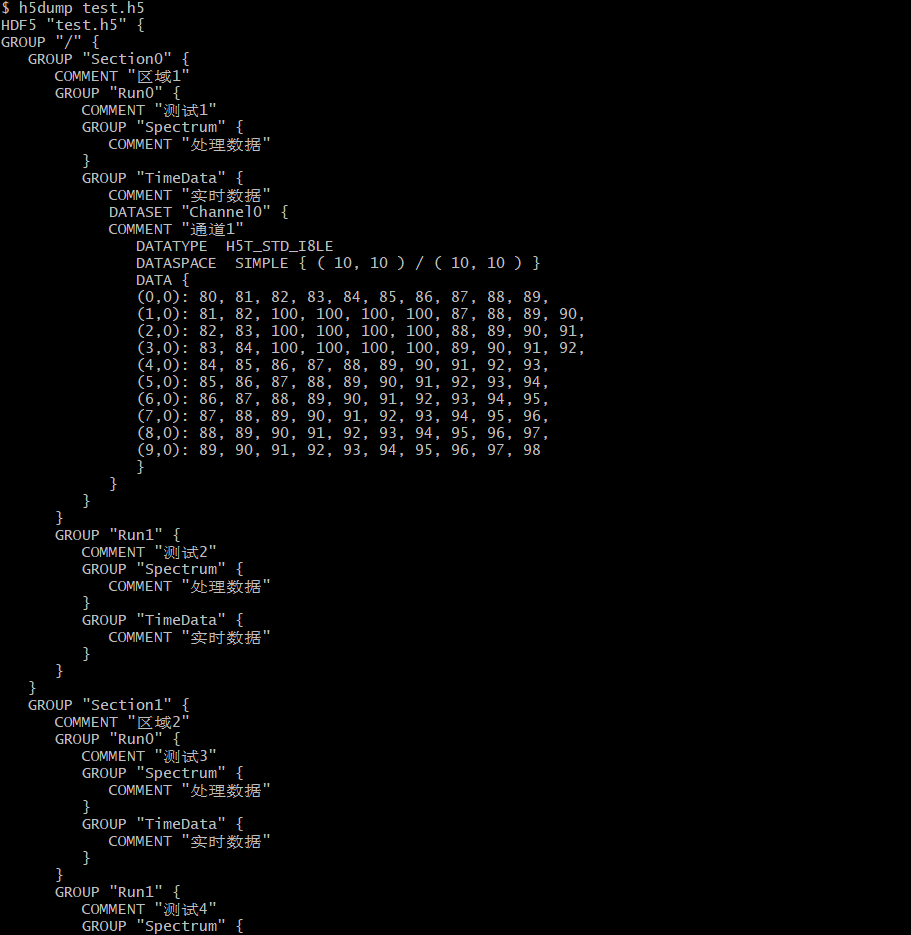 $ h5dump test.h5
HDF5 "test.h5" {
GROUP "/" {
   GROUP "Section0" {
      COMMENT "区域1"
      GROUP "Run0" {
         COMMENT "测试1"
         GROUP "Spectrum" {
            COMMENT "处理数据"
         }
         GROUP "TimeData" {
            COMMENT "实时数据"
            DATASET "Channel0" {
            COMMENT "通道1"
               DATATYPE  H5T_STD_I8LE
               DATASPACE  SIMPLE { ( 10, 10 ) / ( 10, 10 ) }
               DATA {
               (0,0): 80, 81, 82, 83, 84, 85, 86, 87, 88, 89,
               (1,0): 81, 82, 100, 100, 100, 100, 87, 88, 89, 90,
               (2,0): 82, 83, 100, 100, 100, 100, 88, 89, 90, 91,
               (3,0): 83, 84, 100, 100, 100, 100, 89, 90, 91, 92,
               (4,0): 84, 85, 86, 87, 88, 89, 90, 91, 92, 93,
               (5,0): 85, 86, 87, 88, 89, 90, 91, 92, 93, 94,
               (6,0): 86, 87, 88, 89, 90, 91, 92, 93, 94, 95,
               (7,0): 87, 88, 89, 90, 91, 92, 93, 94, 95, 96,
               (8,0): 88, 89, 90, 91, 92, 93, 94, 95, 96, 97,
               (9,0): 89, 90, 91, 92, 93, 94, 95, 96, 97, 98
               }
            }
         }
      }
      GROUP "Run1" {
         COMMENT "测试2"
         GROUP "Spectrum" {
            COMMENT "处理数据"
         }
         GROUP "TimeData" {
            COMMENT "实时数据"
         }
      }
   }
   GROUP "Section1" {
      COMMENT "区域2"
      GROUP "Run0" {
         COMMENT "测试3"
         GROUP "Spectrum" {
            COMMENT "处理数据"
         }
         GROUP "TimeData" {
            COMMENT "实时数据"
         }
      }
      GROUP "Run1" {
         COMMENT "测试4"
         GROUP "Spectrum" {